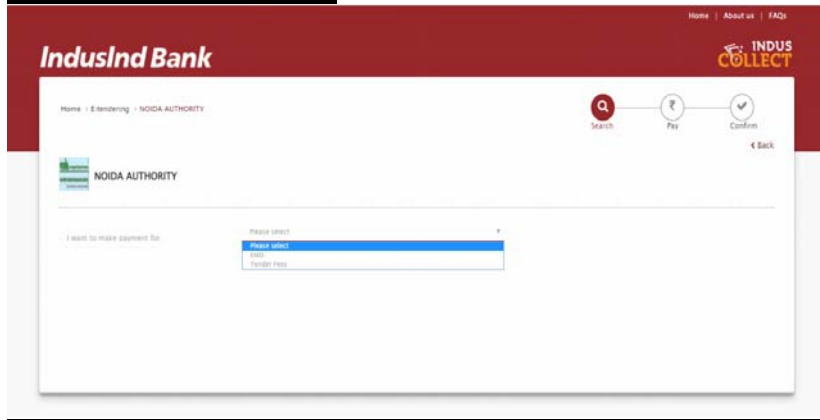 Home | About us | FAQs
IndusInd Bank
INDUS
COLLECT
Home › E-tendering › NOIDA-AUTHORITY
Search
Pay
Confirm
Back
NOIDA AUTHORITY
I want to make payment for
Please select
Please select
EMD
Tender Fees